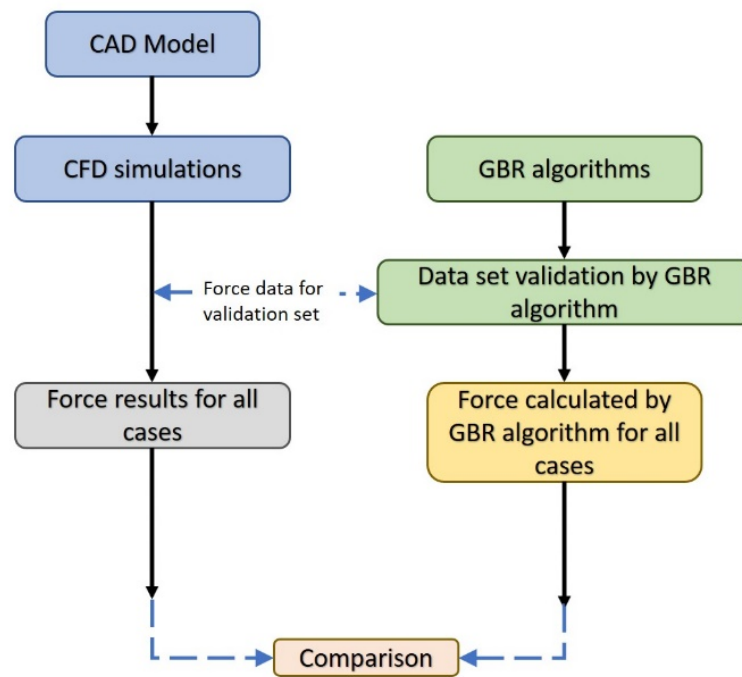 CAD Model
CFD simulations
GBR algorithms
Force data for
validation set
Data set validation by GBR
algorithm
Force results for all
cases
Force calculated by
GBR algorithm for all
cases
Comparison